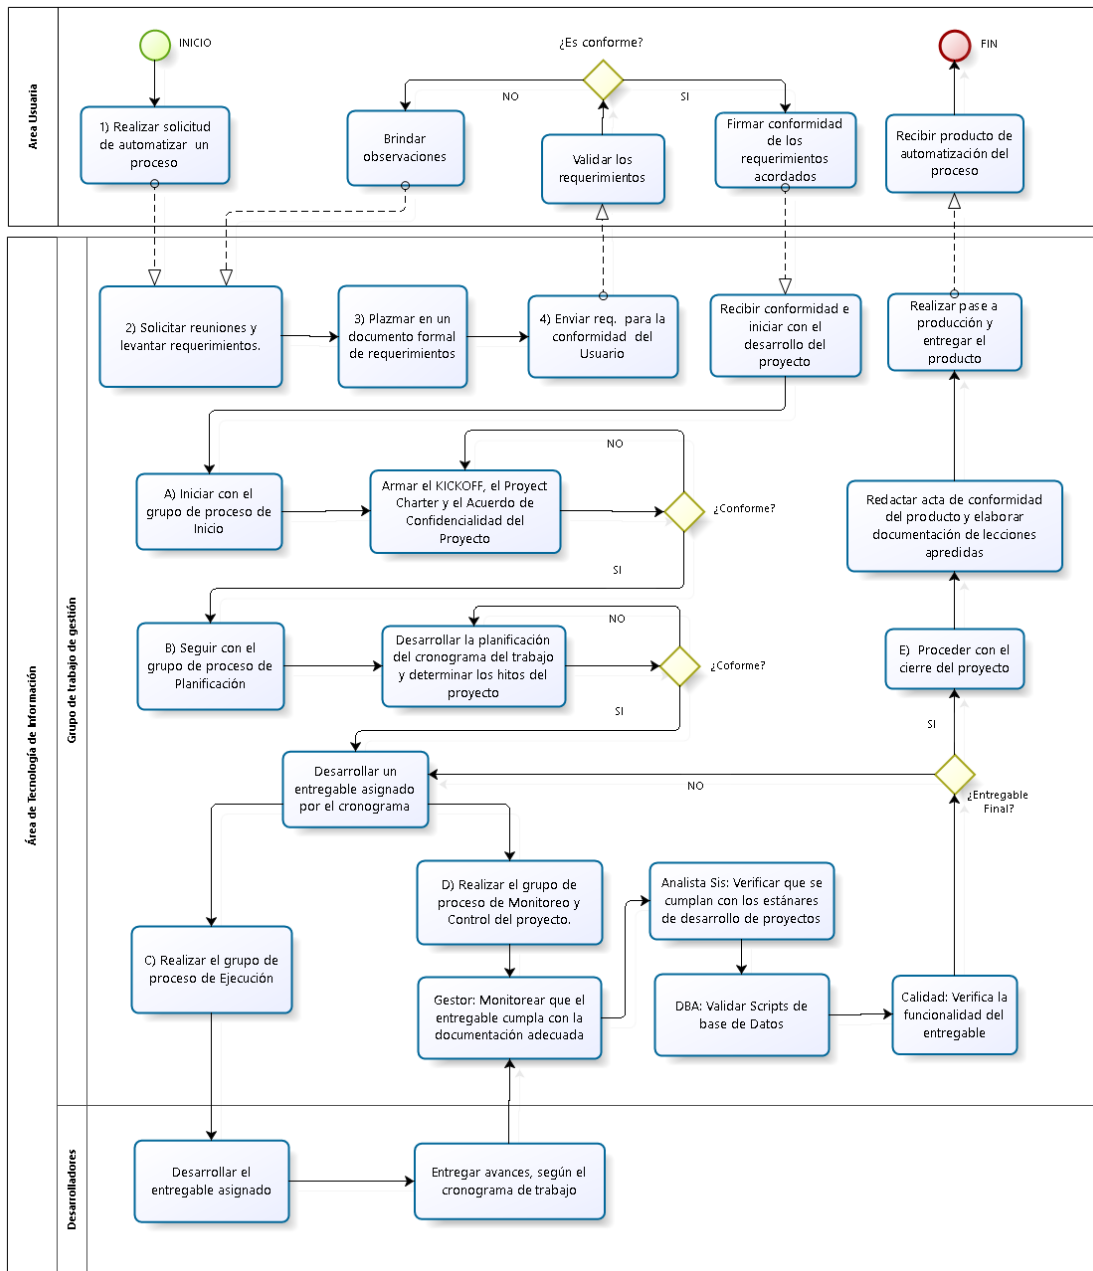 Area Usuaria
INICIO
1) Realizar solicitud
de automatizar un
proceso
¿Es conforme?
NO
SI
Brindar
observaciones
Validar los
requerimientos
Firmar conformidad
de los
requerimientos
acordados
FIN
Recibir producto de
automatización del
proceso
Área de Tecnología de Información
Grupo de trabajo de gestión
2) Solicitar reuniones y
levantar requerimientos.
3) Plazmar en un
documento formal
de requerimientos
4) Enviar req. para la
conformidad del
Usuario
Recibir conformidad e
iniciar con el
desarrollo del
proyecto
Realizar pase a
producción y
entregar el
producto
A) Iniciar con el
grupo de proceso de
Inicio
Armar el KICKOFF, el Proyect
Charter y el Acuerdo de
Confidencialidad del
Proyecto
NO
¿Conforme?
SI
Redactar acta de conformidad
del producto y elaborar
documentación de lecciones
apredidas
B) Seguir con el
grupo de proceso de
Planificación
Desarrollar la planificación
del cronograma del trabajo
y determinar los hitos del
proyecto
NO
¿Coforme?
SI
E) Proceder con el
cierre del proyecto
SI
Desarrollar un
entregable asignado
por el cronograma
NO
¿Entregable
Final?
D) Realizar el grupo de
proceso de Monitoreo y
Control del proyecto.
Analista Sis: Verificar que se
cumplan con los estánares
de desarrollo de proyectos
C) Realizar el grupo de
proceso de Ejecución
Gestor: Monitorear que el
entregable cumpla con la
documentación adecuada
DBA: Validar Scripts de
base de Datos
Calidad: Verifica la
funcionalidad del
entregable
Desarrolladores
Desarrollar el
entregable asignado
Entregar avances, según el
cronograma de trabajo